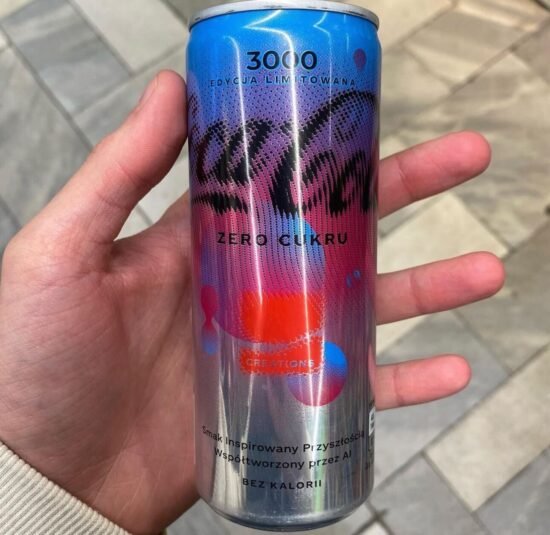 3000
EDYCJA LIMITOWANA
Coca-Cola
ZERO CUKRU
CREATIONS
Smak Inspirowany Przyszłością
Współtworzony przez AI
BEZ KALORII